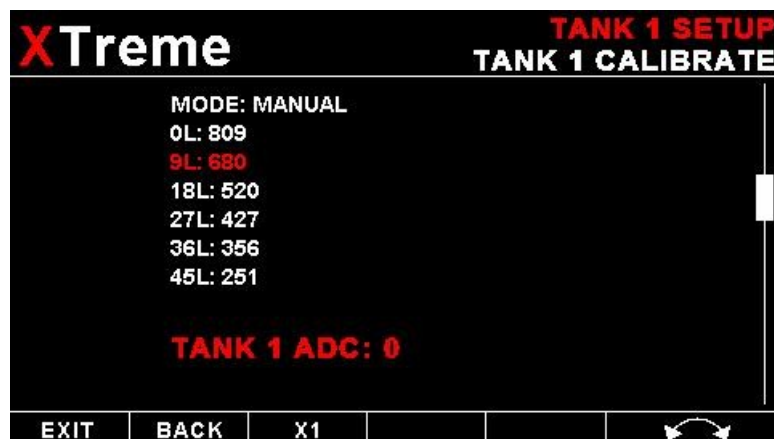 XTreme
TANK 1 SETUP
TANK 1 CALIBRATE
MODE: MANUAL
0L: 809
9L: 680
18L: 520
27L: 427
36L: 356
45L: 251
TANK 1 ADC: 0
EXIT BACK X1